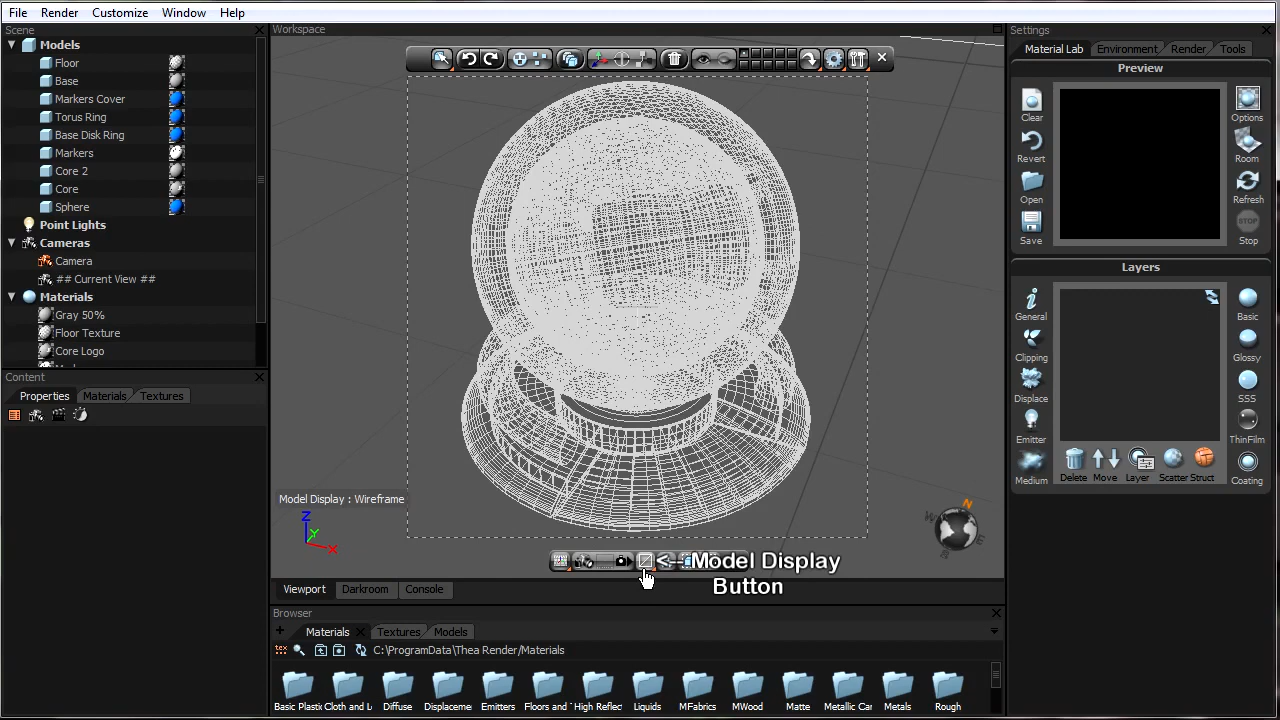 File Render Customize Window Help
Scene
Models
Floor
Base
Markers Cover
Torus Ring
Base Disk Ring
Markers
Core 2
Core
Sphere
Point Lights
Cameras
Camera
## Current View ##
Materials
Gray 50%
Floor Texture
Core Logo
Content
Properties Materials Textures
Workspace
Model Display : Wireframe
Z
Y
X
N
W
E
S
<-- Model Display
Button
Viewport Darkroom Console
Browser
Materials Textures Models
tex C:\ProgramData\Thea Render/Materials
Basic Plastic Cloth and L Diffuse Displaceme Emitters Floors and High Reflec Liquids MFabrics MWood Matte Metallic Car Metals Rough
Settings
Material Lab Environment Render Tools
Preview
Clear Options
Revert Room
Open Refresh
Save STOP Stop
Layers
General Basic
Clipping Glossy
Displace SSS
Emitter ThinFilm
Medium Delete Move Layer Scatter Struct Coating